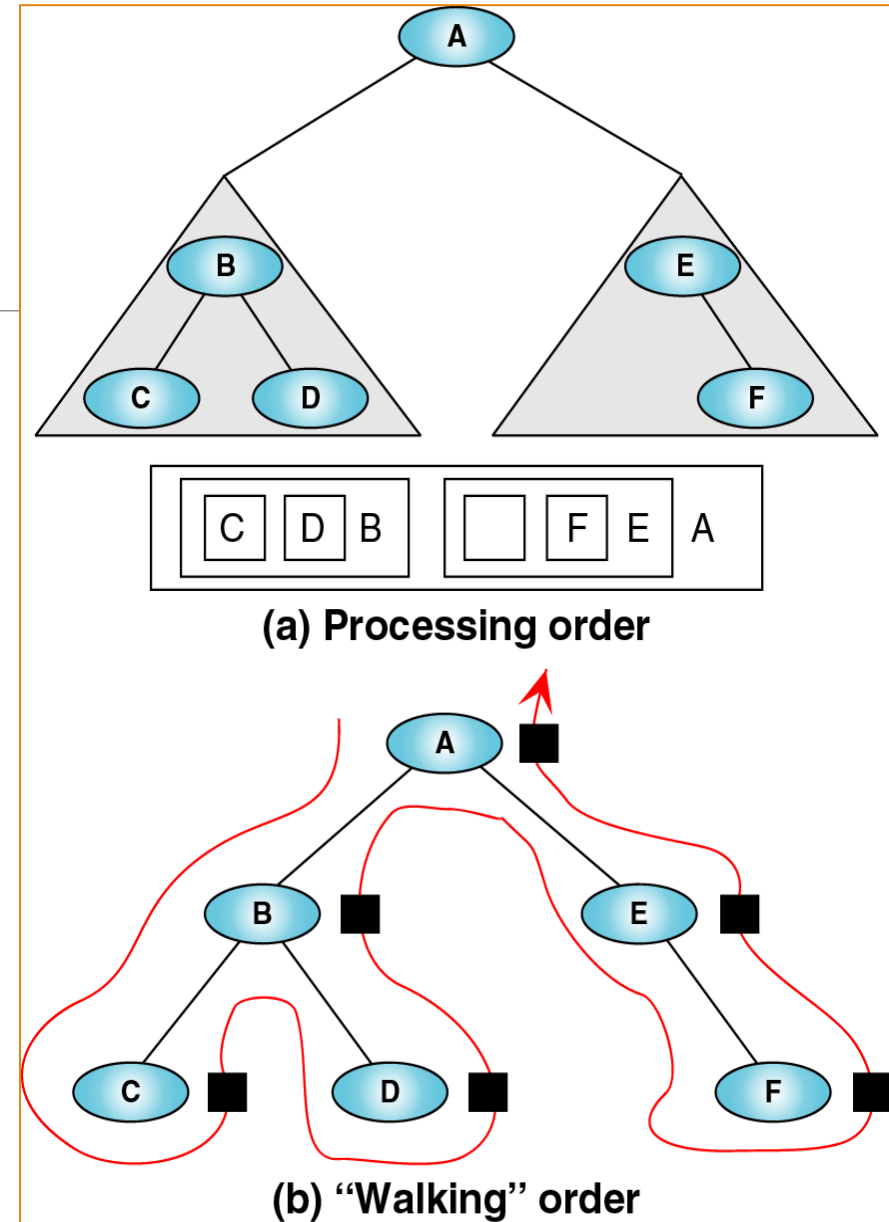 A
B
E
C D
F
C D B F E A
(a) Processing order
A
B
E
C
D
F
(b) “Walking” order